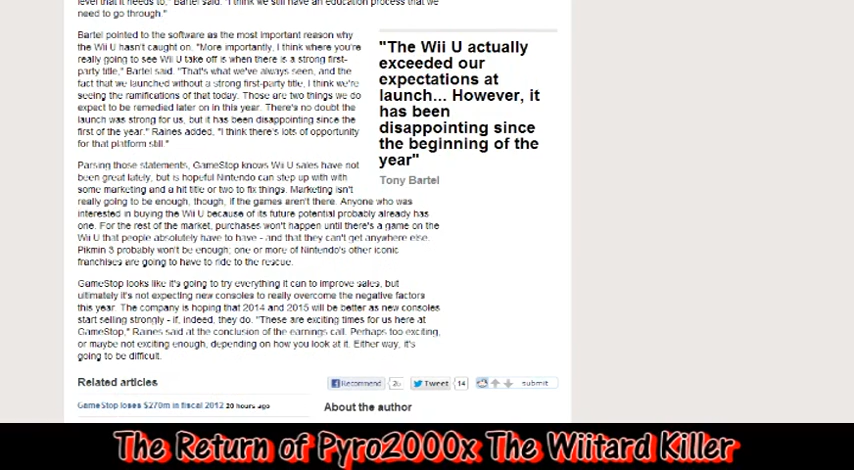 level that it needs to," Bartel said. "I think we still have an education process that we
need to go through."
Bartel pointed to the software as the most important reason why
the Wii U hasn't caught on. "More importantly, I think where you're
really going to see Wii U take off is when there is a strong first-
party title," Bartel said. "That's what we've always seen, and the
fact that we launched without a strong first-party title, I think we're
seeing the ramifications of that today. Those are two things we do
expect to be remedied later on in this year. There's no doubt the
launch was strong for us, but it has been disappointing since the
first of the year." Raines added, "I think there's lots of opportunity
for that platform still."
"The Wii U actually
exceeded our
expectations at
launch... However, it
has been
disappointing since
the beginning of the
year"
Tony Bartel
Parsing those statements, GameStop knows Wii U sales have not
been great lately, but is hopeful Nintendo can step up with with
some marketing and a hit title or two to fix things. Marketing isn't
really going to be enough, though, if the games aren't there. Anyone who was
interested in buying the Wii U because of its future potential probably already has
one. For the rest of the market, purchases won't happen until there's a game on the
Wii U that people absolutely have to have - and that they can't get anywhere else.
Pikmin 3 probably won't be enough; one or more of Nintendo's other iconic
franchises are going to have to ride to the rescue.
GameStop looks like it's going to try everything it can to improve sales, but
ultimately it's not expecting new consoles to really overcome the negative factors
this year. The company is hoping that 2014 and 2015 will be better as new consoles
start selling strongly - if, indeed, they do. "These are exciting times for us here at
GameStop," Raines said at the conclusion of the earnings call. Perhaps too exciting,
or maybe not exciting enough, depending on how you look at it. Either way, it's
going to be difficult.
Related articles
Recommend
Tweet 14
submit
GameStop loses $270m in fiscal 2012 20 hours ago
About the author
The Return of Pyro2000x The Wiitard Killer